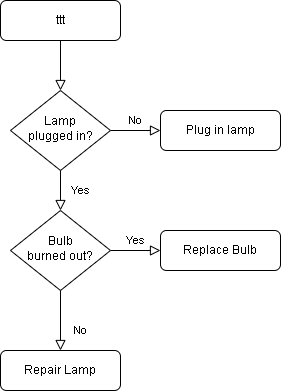 ttt
Lamp
plugged in?
No
Plug in lamp
Yes
Bulb
burned out?
Yes
Replace Bulb
No
Repair Lamp